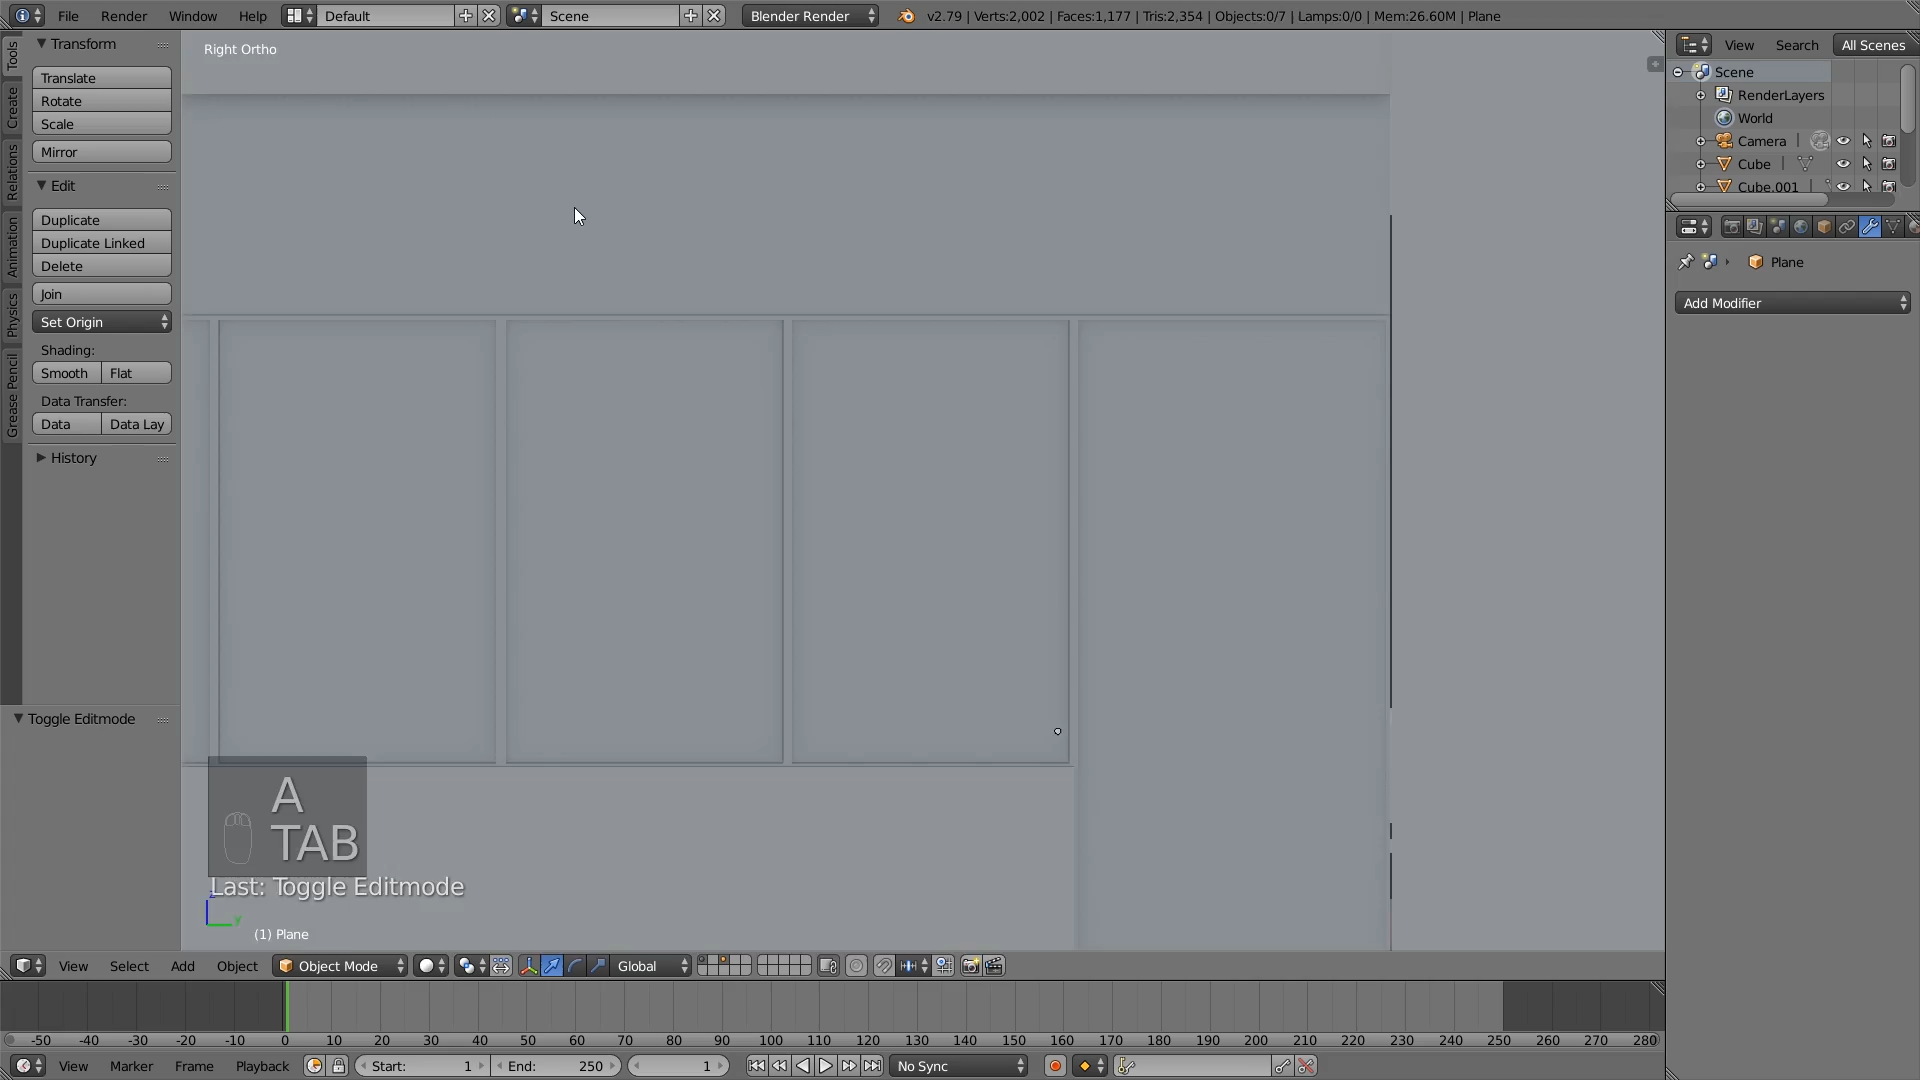 File Render Window Help Default Scene Blender Render v2.79 | Verts:2,002 | Faces:1,177 | Tris:2,354 | Objects:0/7 | Lamps:0/0 | Mem:26.60M | Plane
Tools
Create
Relations
Animation
Physics
Grease Pencil
Transform
Translate
Rotate
Scale
Mirror
Edit
Duplicate
Duplicate Linked
Delete
Join
Set Origin
Shading:
Smooth Flat
Data Transfer:
Data Data Lay
History
Toggle Editmode
Right Ortho
A
TAB
Last: Toggle Editmode
Y
(1) Plane
View Search All Scenes
Scene
RenderLayers
World
Camera
Cube
Cube.001
Plane
Add Modifier
View Select Add Object Object Mode Global
-50 -40 -30 -20 -10 0 10 20 30 40 50 60 70 80 90 100 110 120 130 140 150 160 170 180 190 200 210 220 230 240 250 260 270 280
View Marker Frame Playback Start: 1 End: 250 1 No Sync